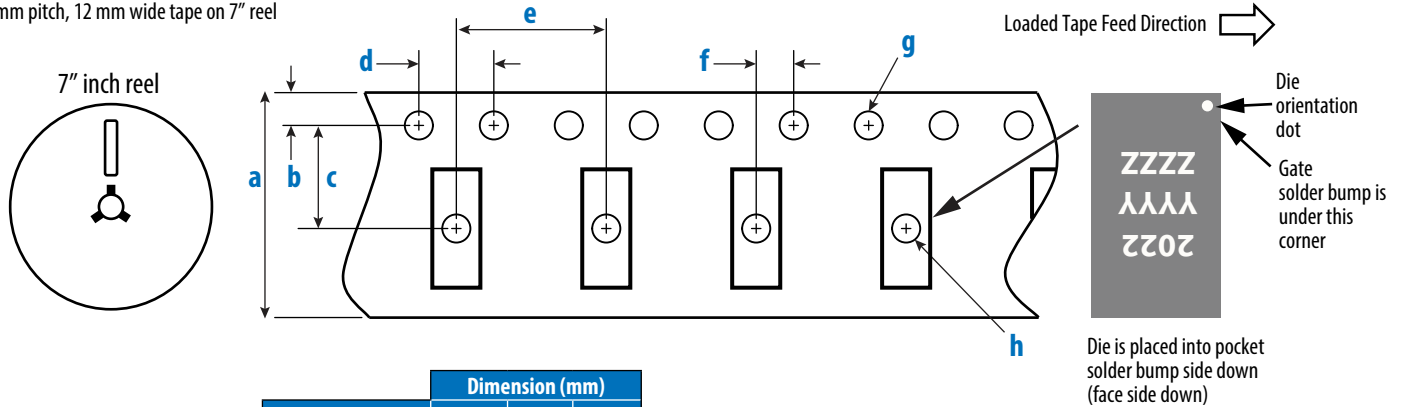 mm pitch, 12 mm wide tape on 7” reel
7” inch reel
Loaded Tape Feed Direction
a
b
c
d
e
f
g
h
Die
orientation
dot
Gate
solder bump is
under this
corner
2022
YYYY
ZZZZ
Die is placed into pocket
solder bump side down
(face side down)
Dimension (mm)